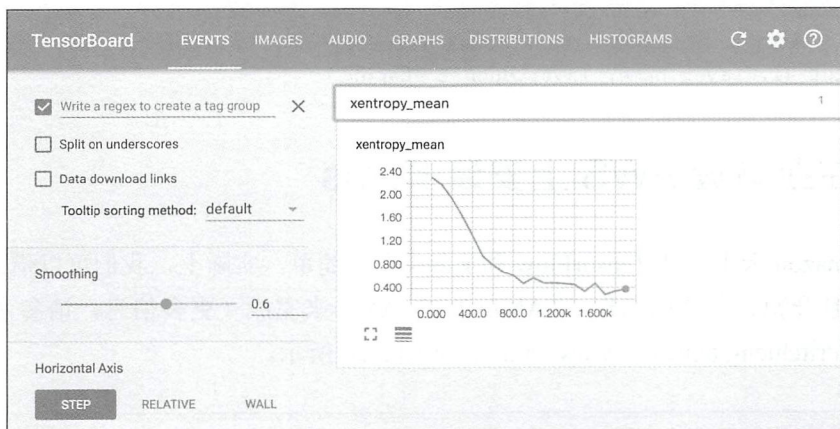 TensorBoard
EVENTS
IMAGES
AUDIO
GRAPHS
DISTRIBUTIONS
HISTOGRAMS
Write a regex to create a tag group
Split on underscores
Data download links
Tooltip sorting method: default
Smoothing
0.6
Horizontal Axis
STEP
RELATIVE
WALL
xentropy_mean
1
xentropy_mean
2.40
2.00
1.60
1.20
0.800
0.400
0.000 400.0 800.0 1.200k 1.600k